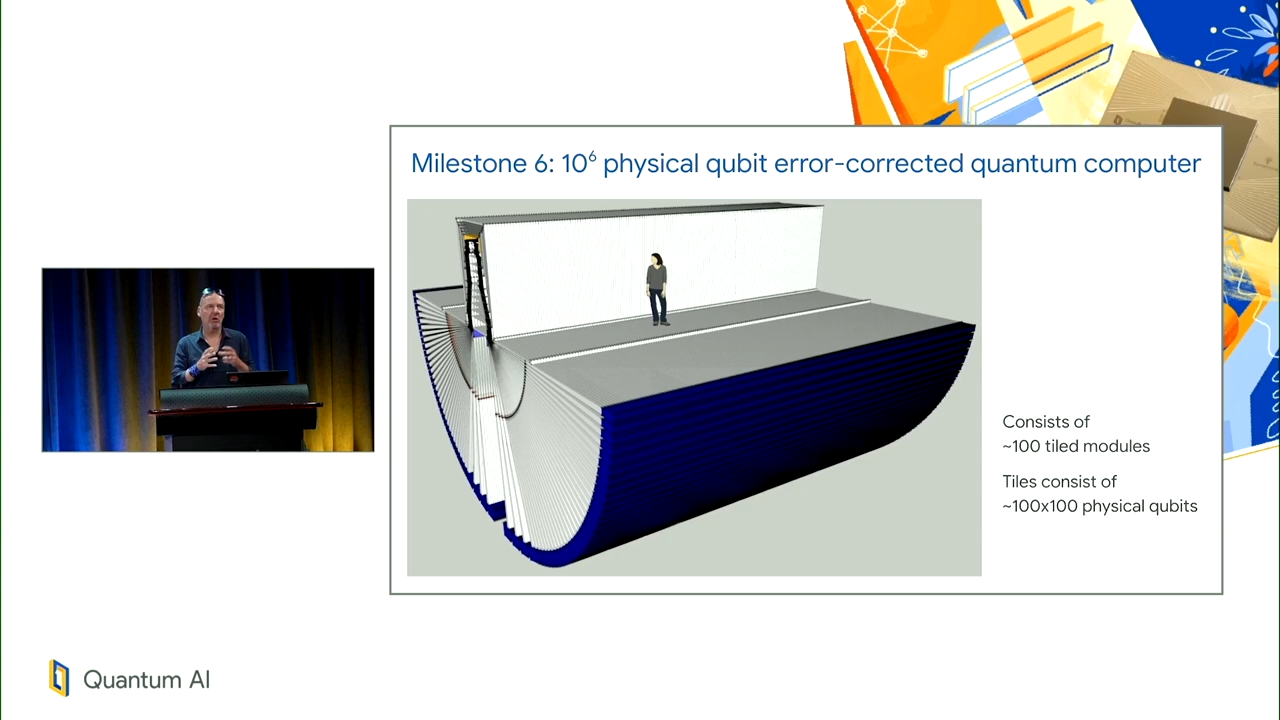 Milestone 6: 10⁶ physical qubit error-corrected quantum computer
Consists of
~100 tiled modules
Tiles consist of
~100x100 physical qubits
Quantum AI